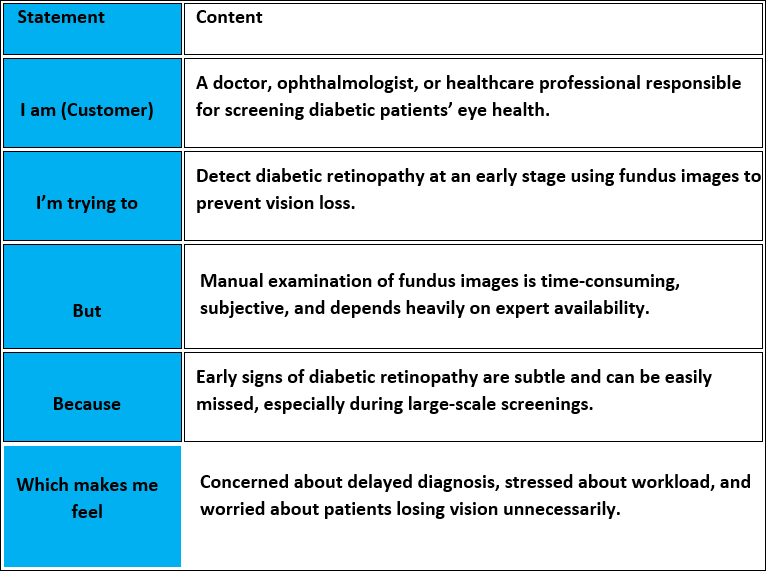 Statement
Content
I am (Customer)
A doctor, ophthalmologist, or healthcare professional responsible
for screening diabetic patients’ eye health.
I’m trying to
Detect diabetic retinopathy at an early stage using fundus images to
prevent vision loss.
But
Manual examination of fundus images is time-consuming,
subjective, and depends heavily on expert availability.
Because
Early signs of diabetic retinopathy are subtle and can be easily
missed, especially during large-scale screenings.
Which makes me
feel
Concerned about delayed diagnosis, stressed about workload, and
worried about patients losing vision unnecessarily.